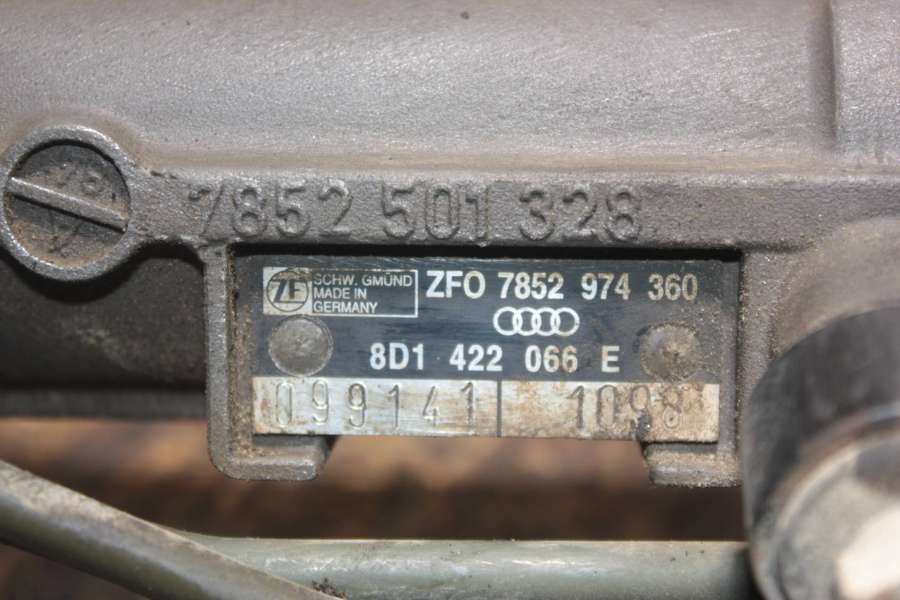 7852 501 328
ZF
SCHW. GMÜND
MADE IN
GERMANY
ZFO 7852 974 360
8D1 422 066 E
099141 1098